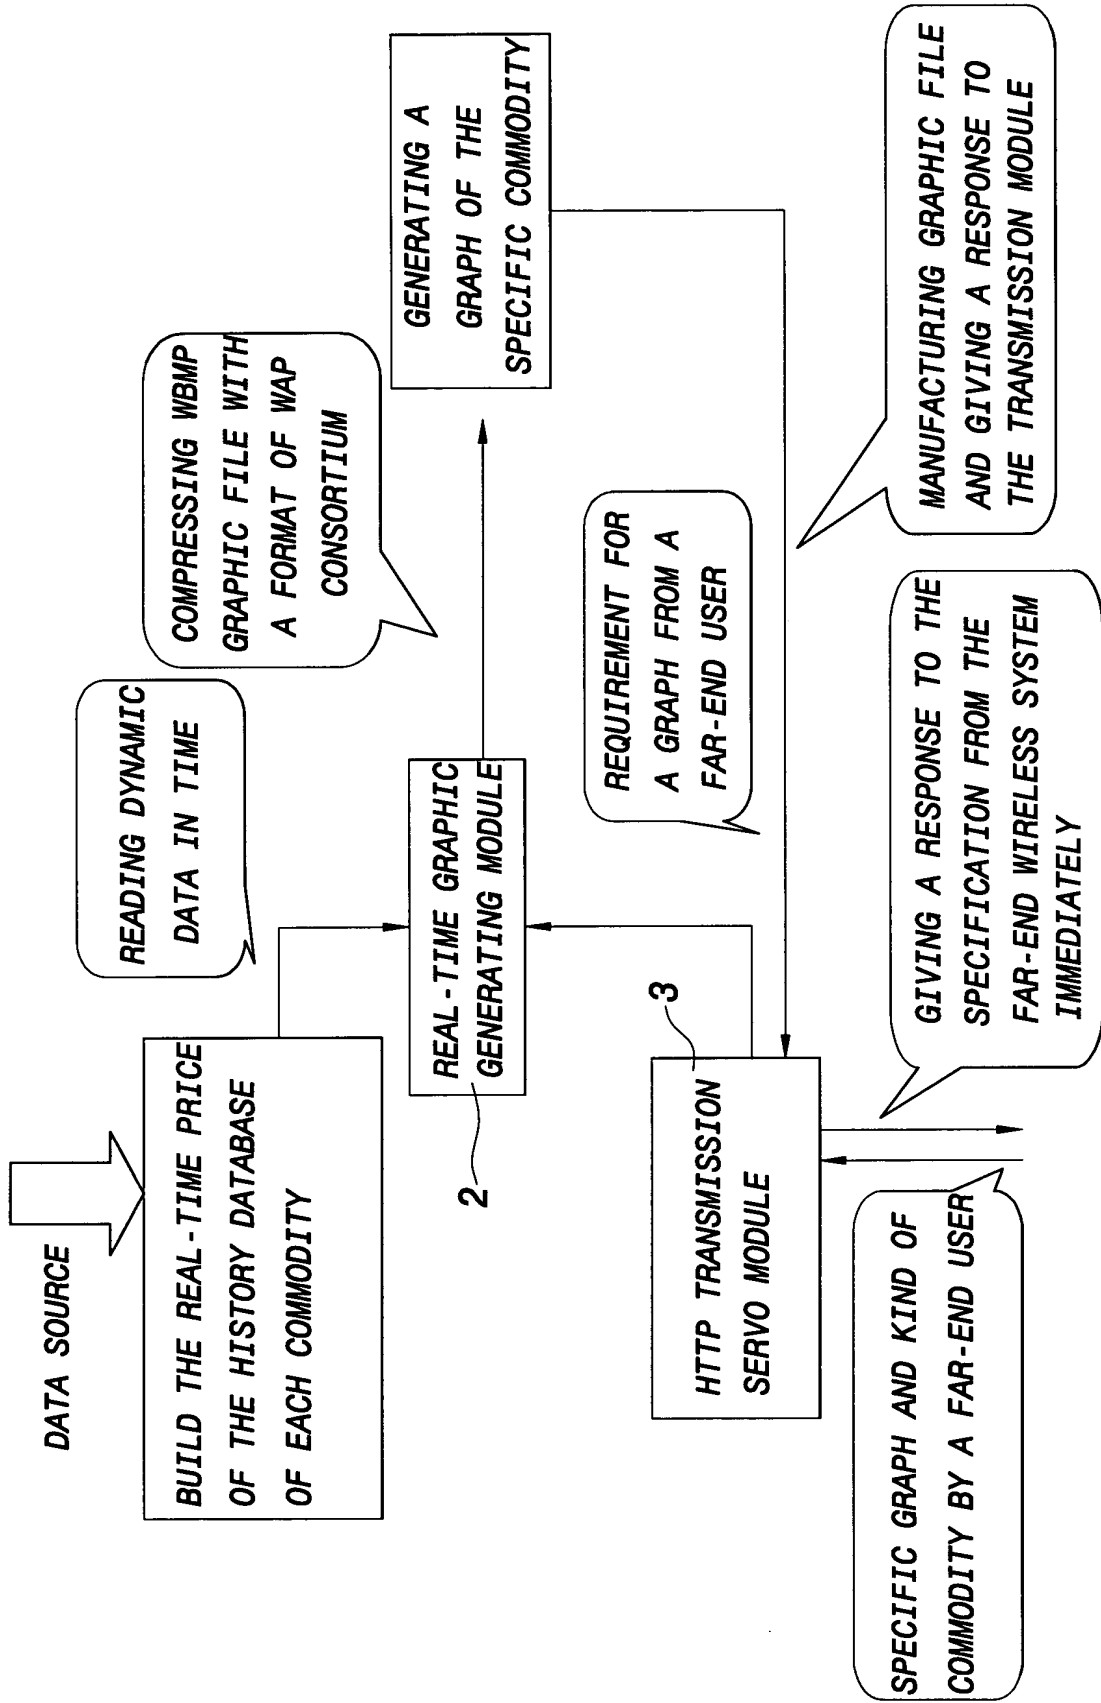 DATA SOURCE
BUILD THE REAL-TIME PRICE
OF THE HISTORY DATABASE
OF EACH COMMODITY
READING DYNAMIC
DATA IN TIME
COMPRESSING WBMP
GRAPHIC FILE WITH
A FORMAT OF WAP
CONSORTIUM
REAL-TIME GRAPHIC
GENERATING MODULE
2
GENERATING A
GRAPH OF THE
SPECIFIC COMMODITY
REQUIREMENT FOR
A GRAPH FROM A
FAR-END USER
HTTP TRANSMISSION
SERVO MODULE
3
MANUFACTURING GRAPHIC FILE
AND GIVING A RESPONSE TO
THE TRANSMISSION MODULE
SPECIFIC GRAPH AND KIND OF
COMMODITY BY A FAR-END USER
GIVING A RESPONSE TO THE
SPECIFICATION FROM THE
FAR-END WIRELESS SYSTEM
IMMEDIATELY